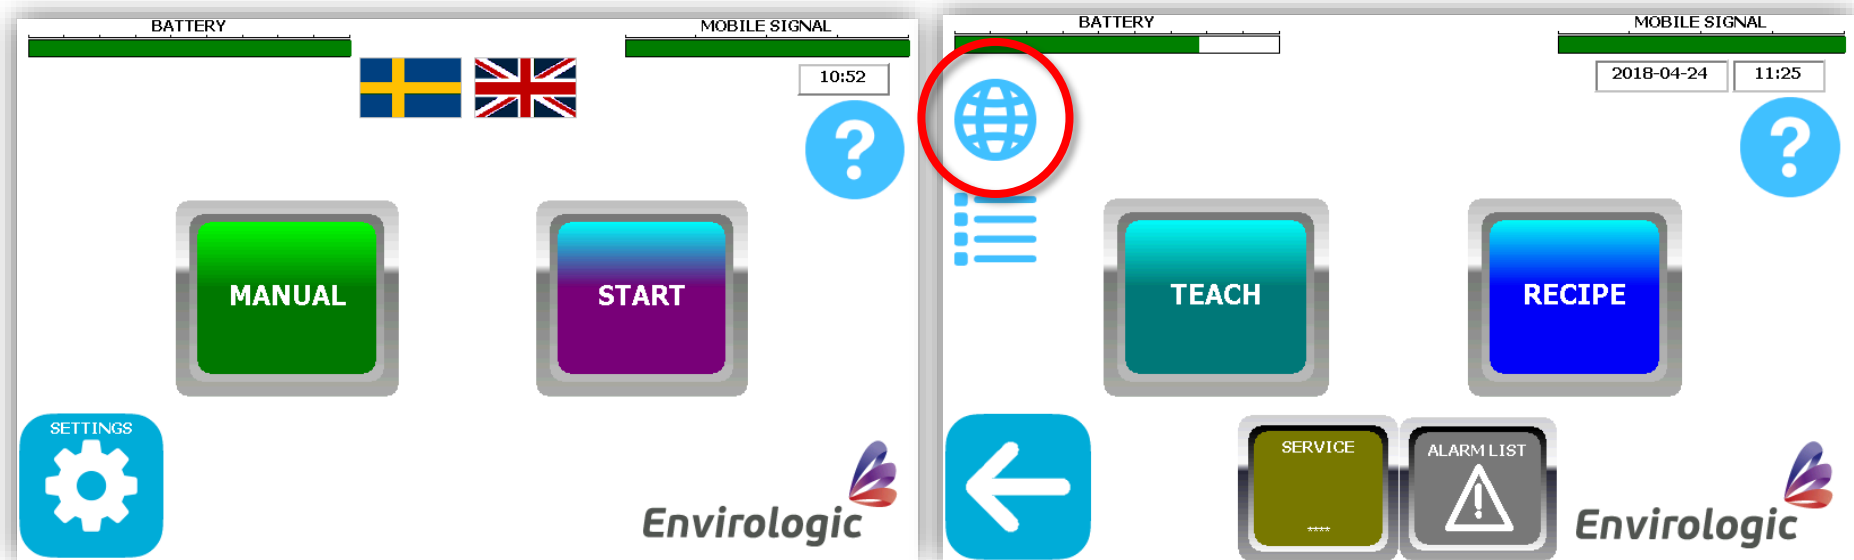 BATTERY
MOBILE SIGNAL
10:52
?
MANUAL
START
SETTINGS
Envirologic
BATTERY
MOBILE SIGNAL
2018-04-24
11:25
?
TEACH
RECIPE
SERVICE
****
ALARM LIST
!
Envirologic